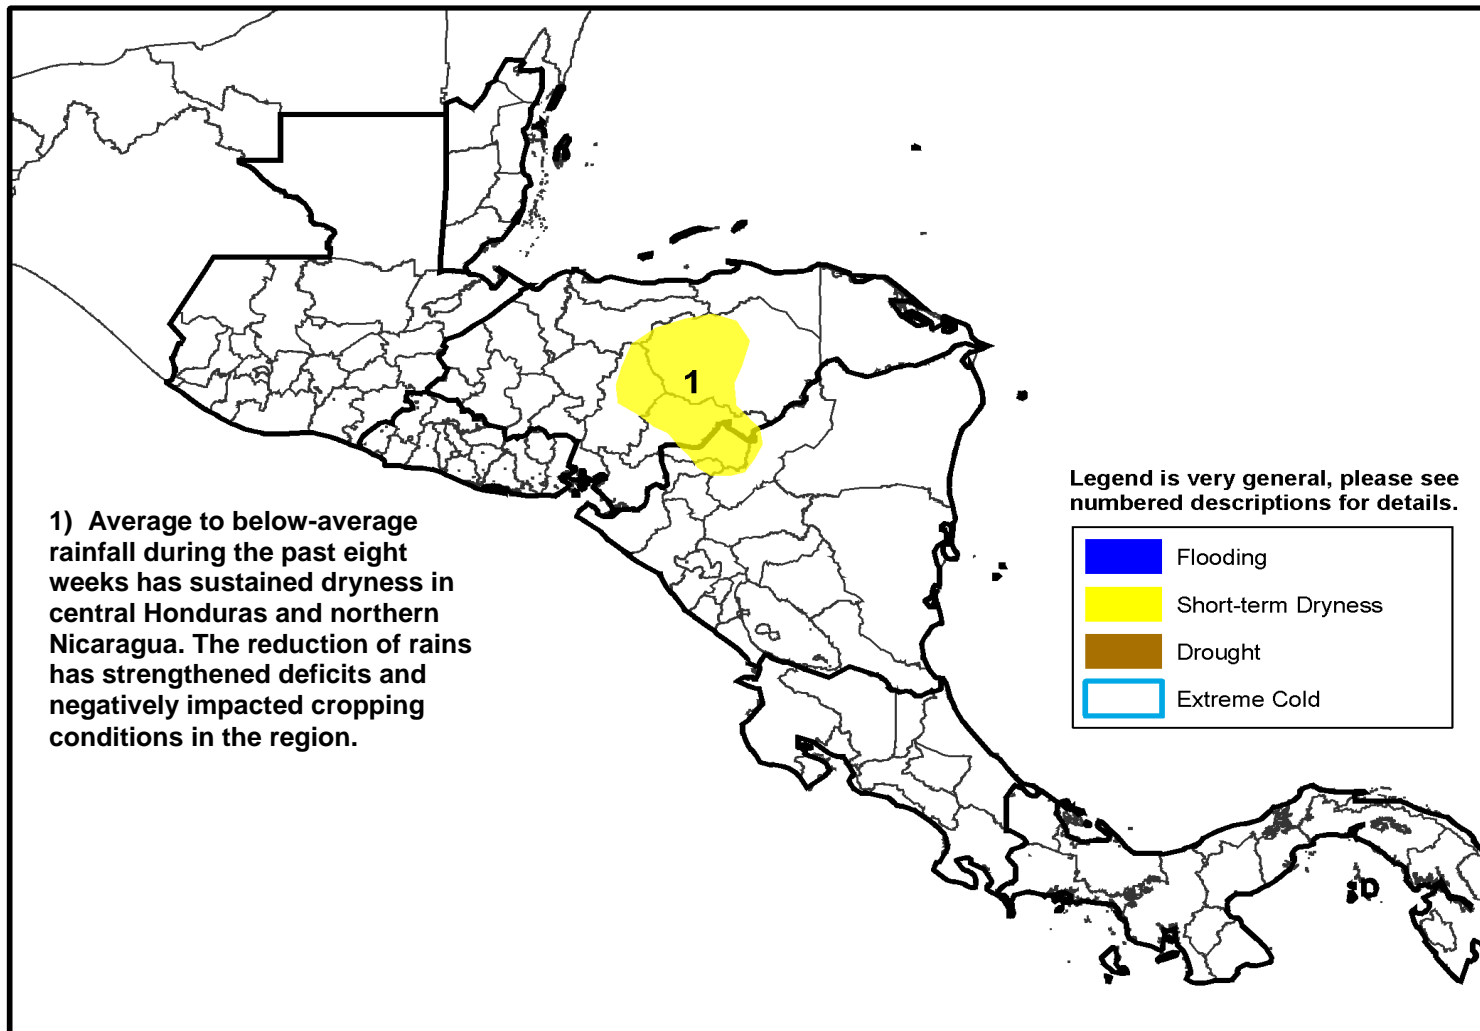 1
1) Average to below-average
rainfall during the past eight
weeks has sustained dryness in
central Honduras and northern
Nicaragua. The reduction of rains
has strengthened deficits and
negatively impacted cropping
conditions in the region.
Legend is very general, please see
numbered descriptions for details.
Flooding
Short-term Dryness
Drought
Extreme Cold